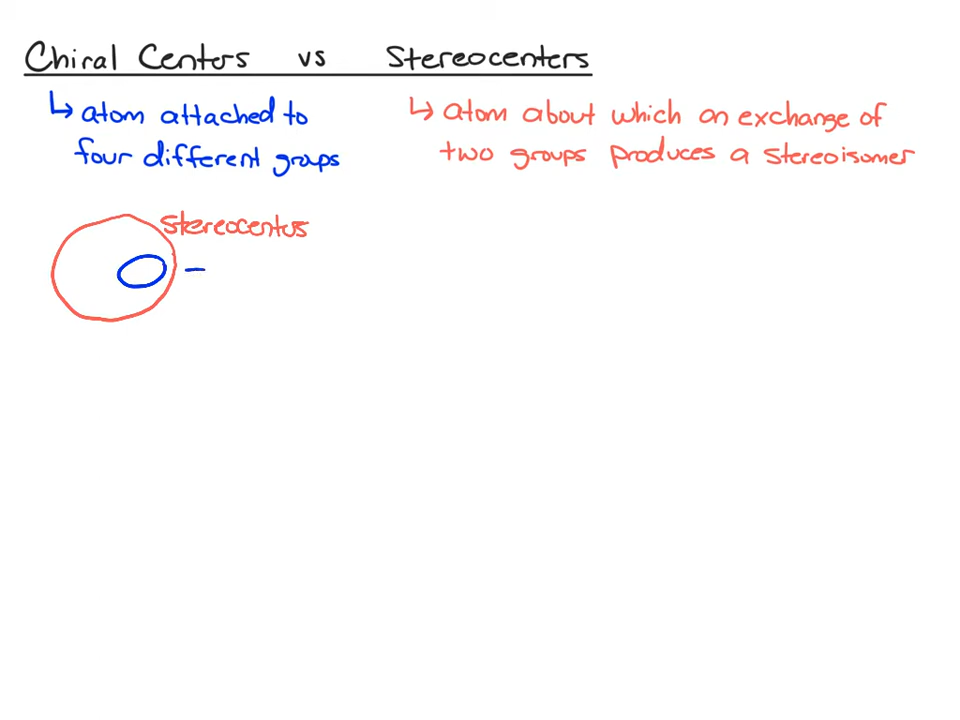 Chiral Centers vs Stereocenters
↳ atom attached to
four different groups
↳ atom about which an exchange of
two groups produces a stereoisomer
stereocenters